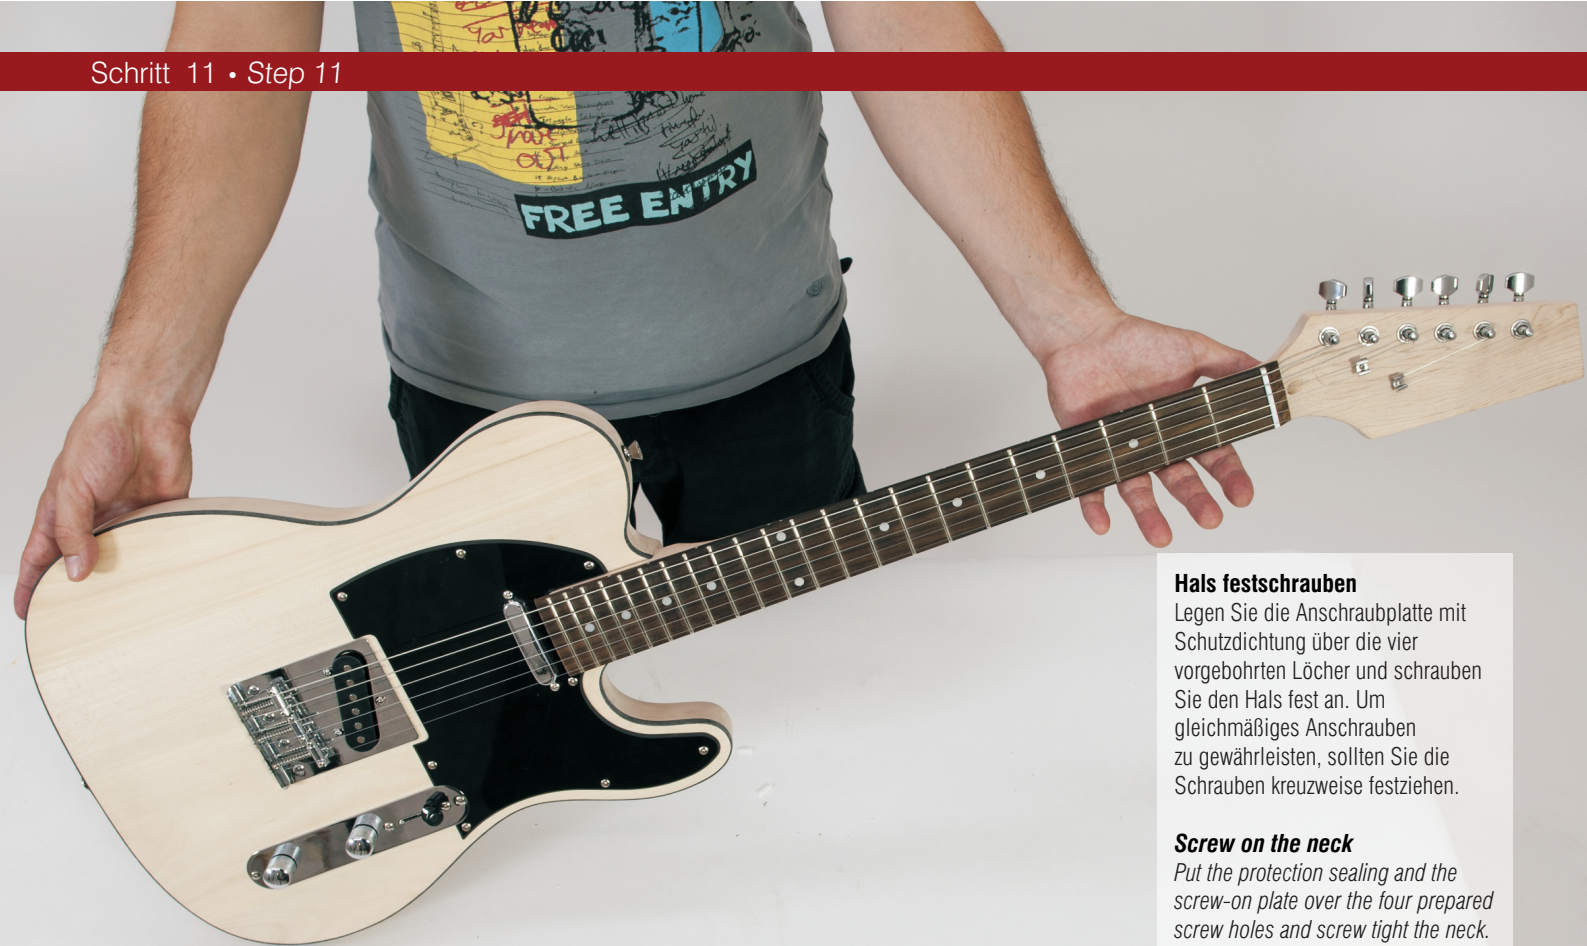 Schritt 11 • Step 11
FREE ENTRY
Hals festschrauben
Legen Sie die Anschraubplatte mit
Schutzdichtung über die vier
vorgebohrten Löcher und schrauben
Sie den Hals fest an. Um
gleichmäßiges Anschrauben
zu gewährleisten, sollten Sie die
Schrauben kreuzweise festziehen.
Screw on the neck
Put the protection sealing and the
screw-on plate over the four prepared
screw holes and screw tight the neck.